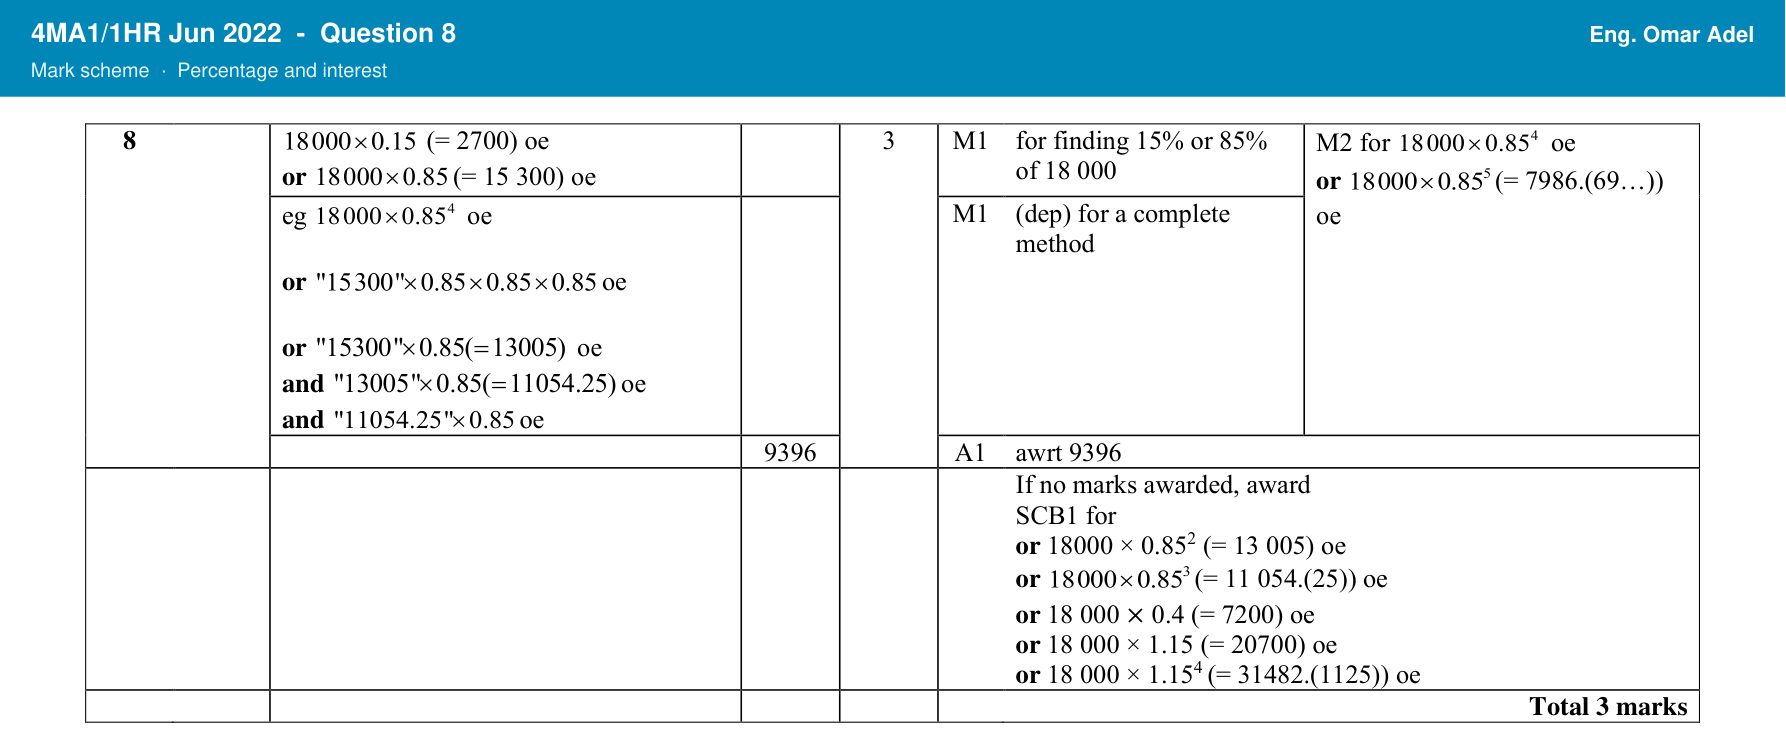 4MA1/1HR Jun 2022 - Question 8
Eng. Omar Adel
Mark scheme · Percentage and interest
8
18000×0.15 (= 2700) oe
or 18000×0.85 (= 15 300) oe
3
M1 for finding 15% or 85%
of 18 000
M2 for 18000×0.85⁴ oe
or 18000×0.85⁵ (= 7986.(69…))
oe
eg 18000×0.85⁴ oe
or "15300"×0.85×0.85×0.85 oe
or "15300"×0.85(=13005) oe
and "13005"×0.85(=11054.25) oe
and "11054.25"×0.85 oe
M1 (dep) for a complete
method
9396
A1 awrt 9396
If no marks awarded, award
SCB1 for
or 18000 × 0.85² (= 13 005) oe
or 18000×0.85³ (= 11 054.(25)) oe
or 18 000 × 0.4 (= 7200) oe
or 18 000 × 1.15 (= 20700) oe
or 18 000 × 1.15⁴ (= 31482.(1125)) oe
Total 3 marks